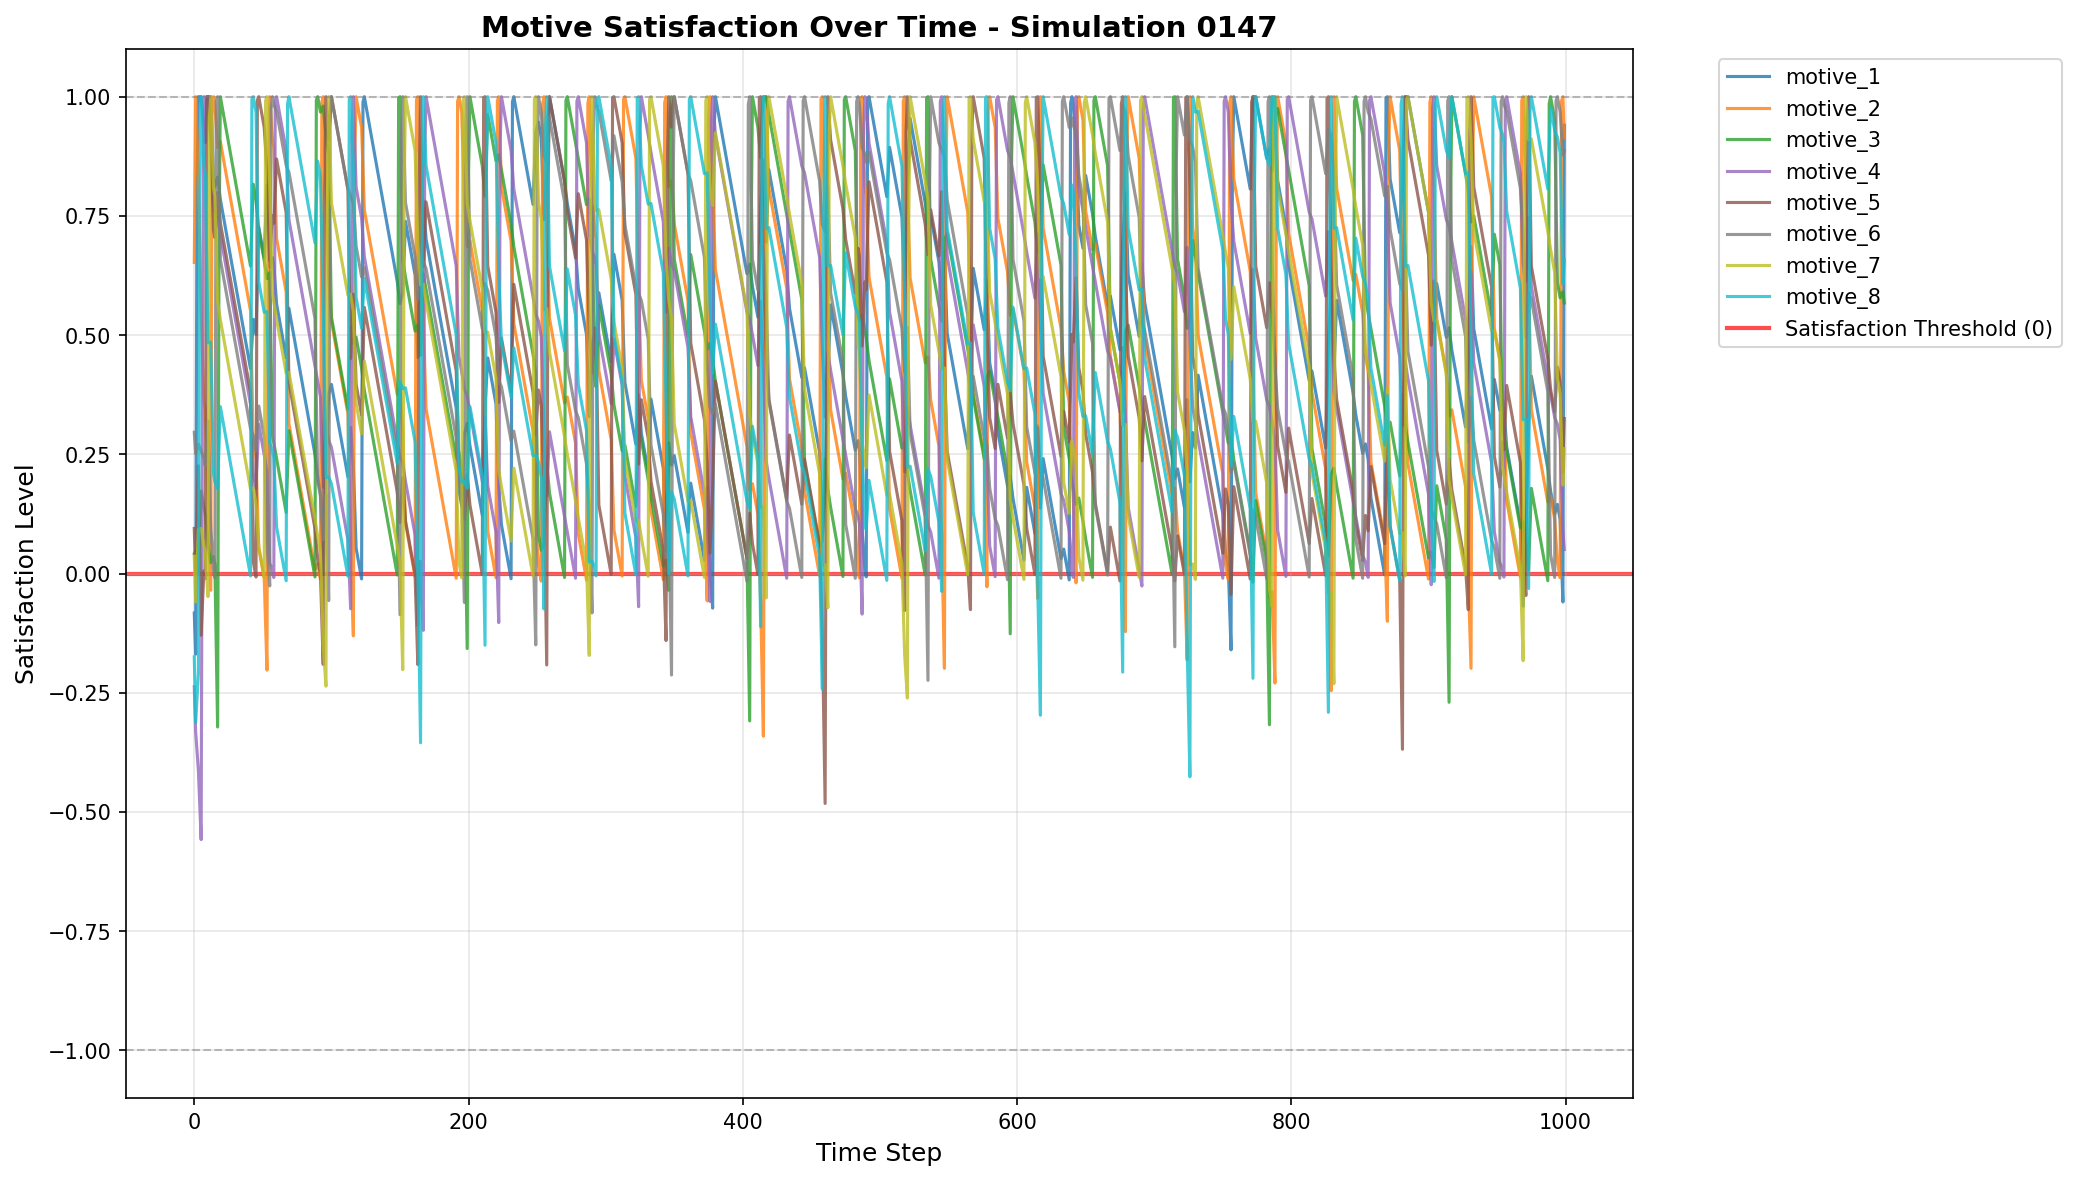 Motive Satisfaction Over Time - Simulation 0147
1.00
0.75
0.50
0.25
0.00
−0.25
−0.50
−0.75
−1.00
Satisfaction Level
0
200
400
600
800
1000
Time Step
motive_1
motive_2
motive_3
motive_4
motive_5
motive_6
motive_7
motive_8
Satisfaction Threshold (0)